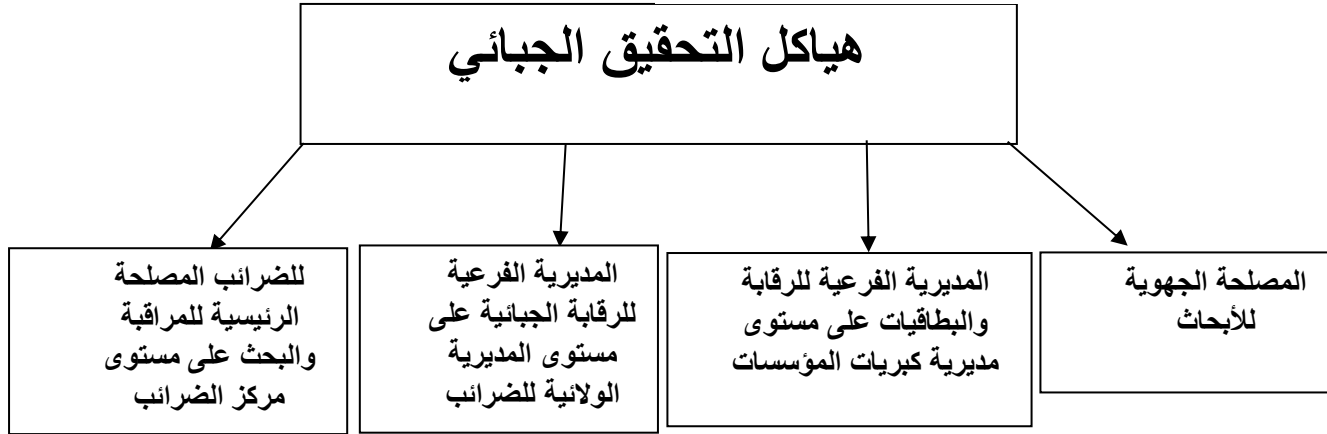 هياكل التحقيق الجبائي
المصلحة الجهوية
للأبحاث
المديرية الفرعية للرقابة
والبطاقيات على مستوى
مديرية كبريات المؤسسات
المديرية الفرعية
للرقابة الجبائية على
مستوى المديرية
الولائية للضرائب
للضرائب المصلحة
الرئيسية للمراقبة
والبحث على مستوى
مركز الضرائب